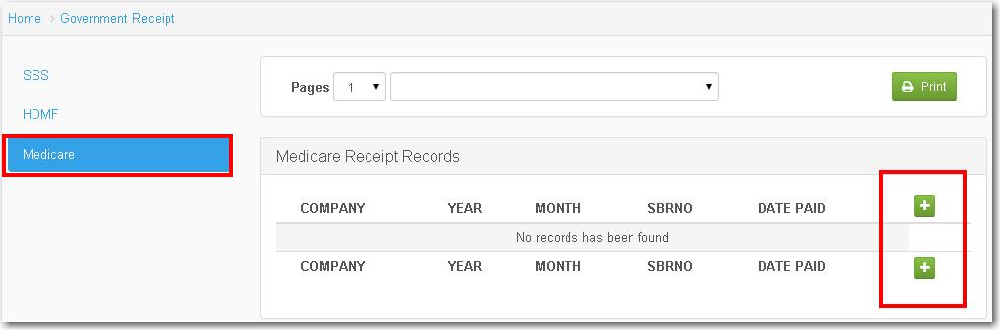 Home > Government Receipt
SSS
HDMF
Medicare
Pages 1 Print
Medicare Receipt Records
COMPANY YEAR MONTH SBRNO DATE PAID +
No records has been found
COMPANY YEAR MONTH SBRNO DATE PAID +